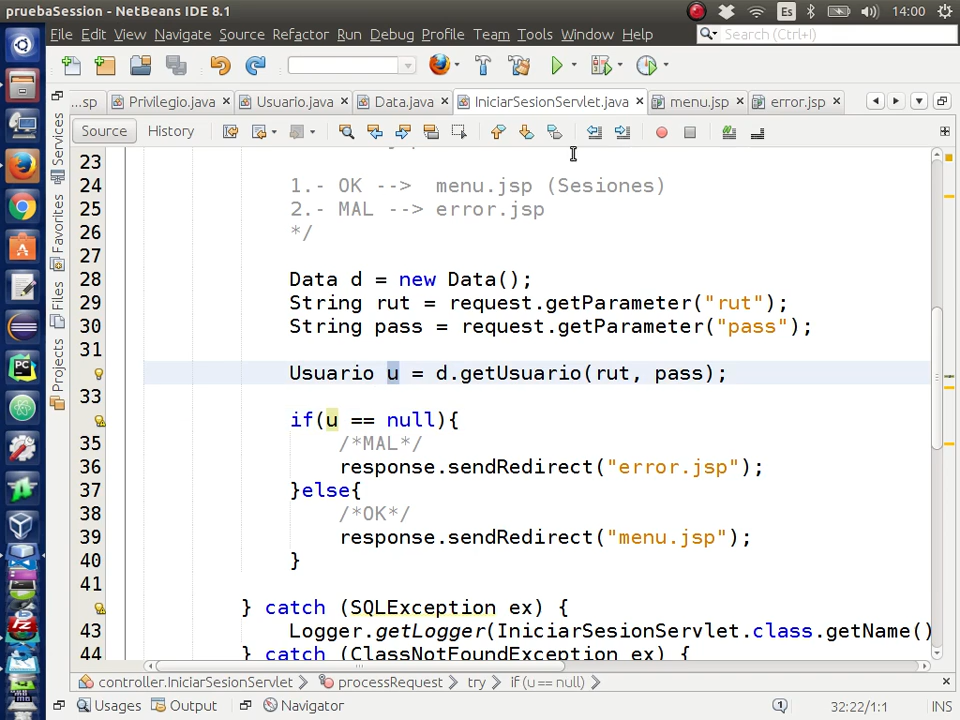 pruebaSession - NetBeans IDE 8.1
Es
14:00
File Edit View Navigate Source Refactor Run Debug Profile Team Tools Window Help
Search (Ctrl+I)
...sp Privilegio.java Usuario.java Data.java IniciarSesionServlet.java menu.jsp error.jsp
Source History
Services
Favorites
Files
Projects
23
24 1.- OK --> menu.jsp (Sesiones)
25 2.- MAL --> error.jsp
26 */
27
28 Data d = new Data();
29 String rut = request.getParameter("rut");
30 String pass = request.getParameter("pass");
31
Usuario u = d.getUsuario(rut, pass);
33
if(u == null){
35 /*MAL*/
36 response.sendRedirect("error.jsp");
37 }else{
38 /*OK*/
39 response.sendRedirect("menu.jsp");
40 }
41
} catch (SQLException ex) {
43 Logger.getLogger(IniciarSesionServlet.class.getName()
44 } catch (ClassNotFoundException ex) {
controller.IniciarSesionServlet processRequest try if (u == null)
Usages Output Navigator
1
32:22/1:1
INS